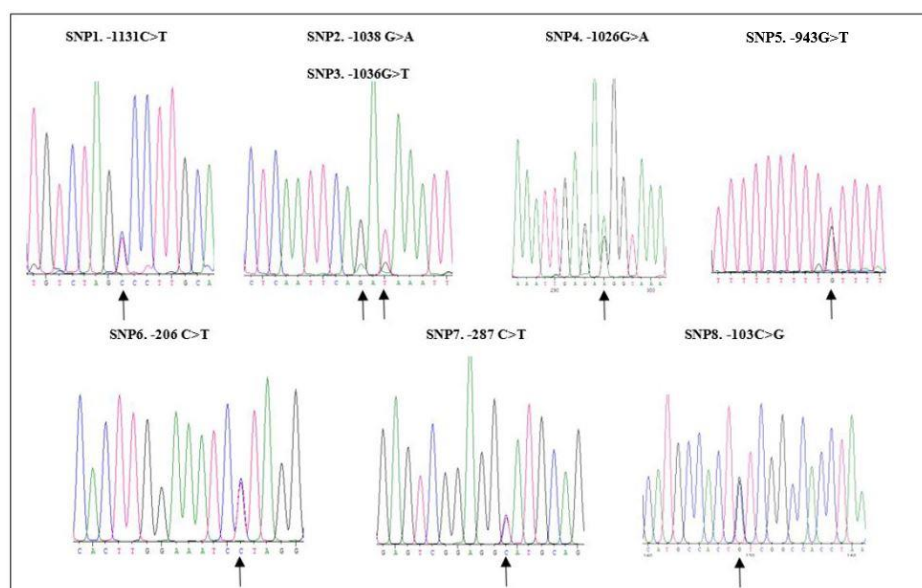 SNP1. -1131C>T
SNP2. -1038 G>A
SNP3. -1036G>T
SNP4. -1026G>A
SNP5. -943G>T
T G T C T A G C C C T T G C A
C T C A A T T C A G A T A A A T T
T T T T T T T T T G T T T T
SNP6. -206 C>T
SNP7. -287 C>T
SNP8. -103C>G
C A C T T G G A A A T C C T A G G
G A G T C G G A G G C A T G C A G